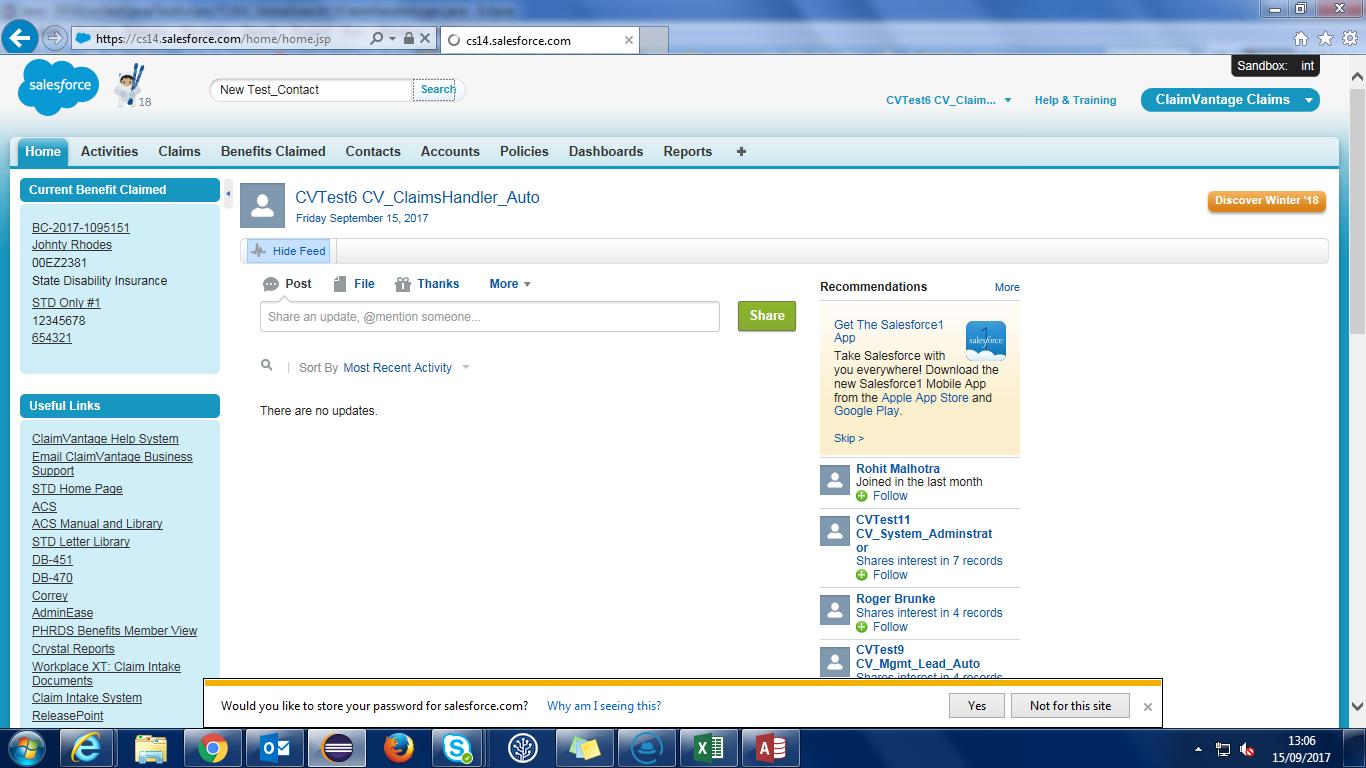 https://cs14.salesforce.com/home/home.jsp
cs14.salesforce.com
Sandbox: int
salesforce
18
New Test_Contact
Search
CVTest6 CV_Claim...
Help & Training
ClaimVantage Claims
Home
Activities
Claims
Benefits Claimed
Contacts
Accounts
Policies
Dashboards
Reports
Current Benefit Claimed
BC-2017-1095151
Johnty Rhodes
00EZ2381
State Disability Insurance
STD Only #1
12345678
654321
Useful Links
ClaimVantage Help System
Email ClaimVantage Business
Support
STD Home Page
ACS
ACS Manual and Library
STD Letter Library
DB-451
DB-470
Correy
AdminEase
PHRDS Benefits Member View
Crystal Reports
Workplace XT: Claim Intake
Documents
Claim Intake System
ReleasePoint
CVTest6 CV_ClaimsHandler_Auto
Friday September 15, 2017
Discover Winter '18
Hide Feed
Post
File
Thanks
More
Share an update, @mention someone...
Share
Sort By Most Recent Activity
There are no updates.
Recommendations
More
Get The Salesforce1
App
1
salesforce
Take Salesforce with
you everywhere! Download the
new Salesforce1 Mobile App
from the Apple App Store and
Google Play.
Skip >
Rohit Malhotra
Joined in the last month
Follow
CVTest11
CV_System_Adminstrat
or
Shares interest in 7 records
Follow
Roger Brunke
Shares interest in 4 records
Follow
CVTest9
CV_Mgmt_Lead_Auto
Shares interest in 4 records
Would you like to store your password for salesforce.com?
Why am I seeing this?
Yes
Not for this site
13:06
15/09/2017